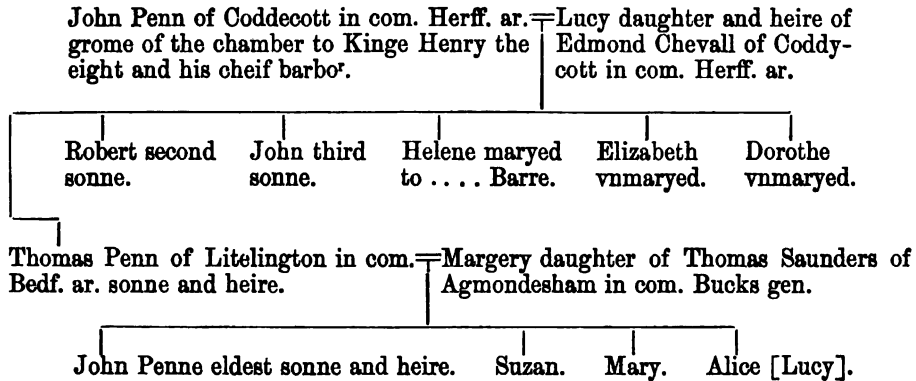 John Penn of Coddecott in com. Herff. ar.
grome of the chamber to Kinge Henry the
eight and his cheif barboʳ.
Lucy daughter and heire of
Edmond Chevall of Coddy-
cott in com. Herff. ar.
Robert second
sonne.
John third
sonne.
Helene maryed
to .... Barre.
Elizabeth
vnmaryed.
Dorothe
vnmaryed.
Thomas Penn of Litelington in com.
Bedf. ar. sonne and heire.
Margery daughter of Thomas Saunders of
Agmondesham in com. Bucks gen.
John Penne eldest sonne and heire.
Suzan.
Mary.
Alice [Lucy].